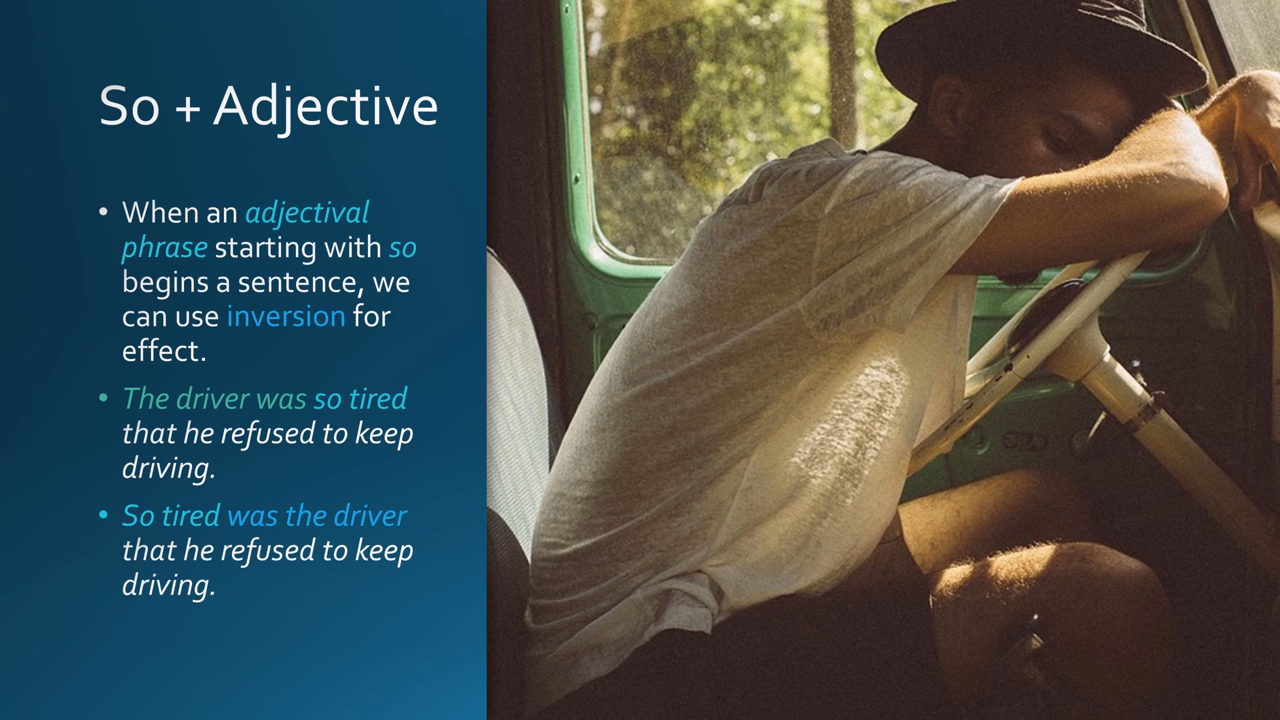 So + Adjective
• When an adjectival
phrase starting with so
begins a sentence, we
can use inversion for
effect.
• The driver was so tired
that he refused to keep
driving.
• So tired was the driver
that he refused to keep
driving.